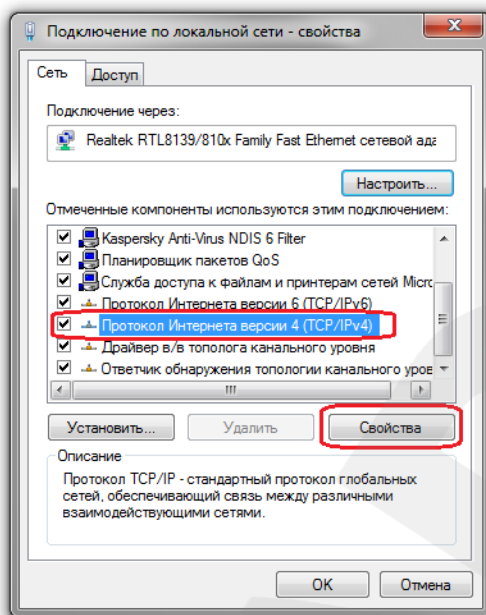 Подключение по локальной сети - свойства
Сеть
Доступ
Подключение через:
Realtek RTL8139/810x Family Fast Ethernet сетевой ада
Настроить...
Отмеченные компоненты используются этим подключением:
Kaspersky Anti-Virus NDIS 6 Filter
Планировщик пакетов QoS
Служба доступа к файлам и принтерам сетей Micro
Протокол Интернета версии 6 (TCP/IPv6)
Протокол Интернета версии 4 (TCP/IPv4)
Драйвер в/в тополога канального уровня
Ответчик обнаружения топологии канального уров
Установить...
Удалить
Свойства
Описание
Протокол TCP/IP - стандартный протокол глобальных
сетей, обеспечивающий связь между различными
взаимодействующими сетями.
OK
Отмена